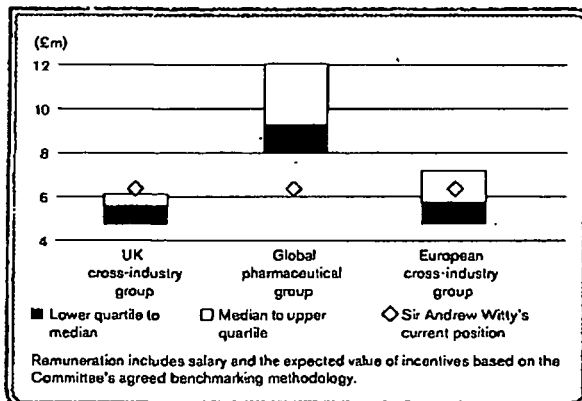 (£m)
12
10
8
6
4
UK cross-industry group
Global pharmaceutical group
European cross-industry group
Lower quartile to median
Median to upper quartile
Sir Andrew Witty's current position
Remuneration includes salary and the expected value of incentives based on the
Committee's agreed benchmarking methodology.